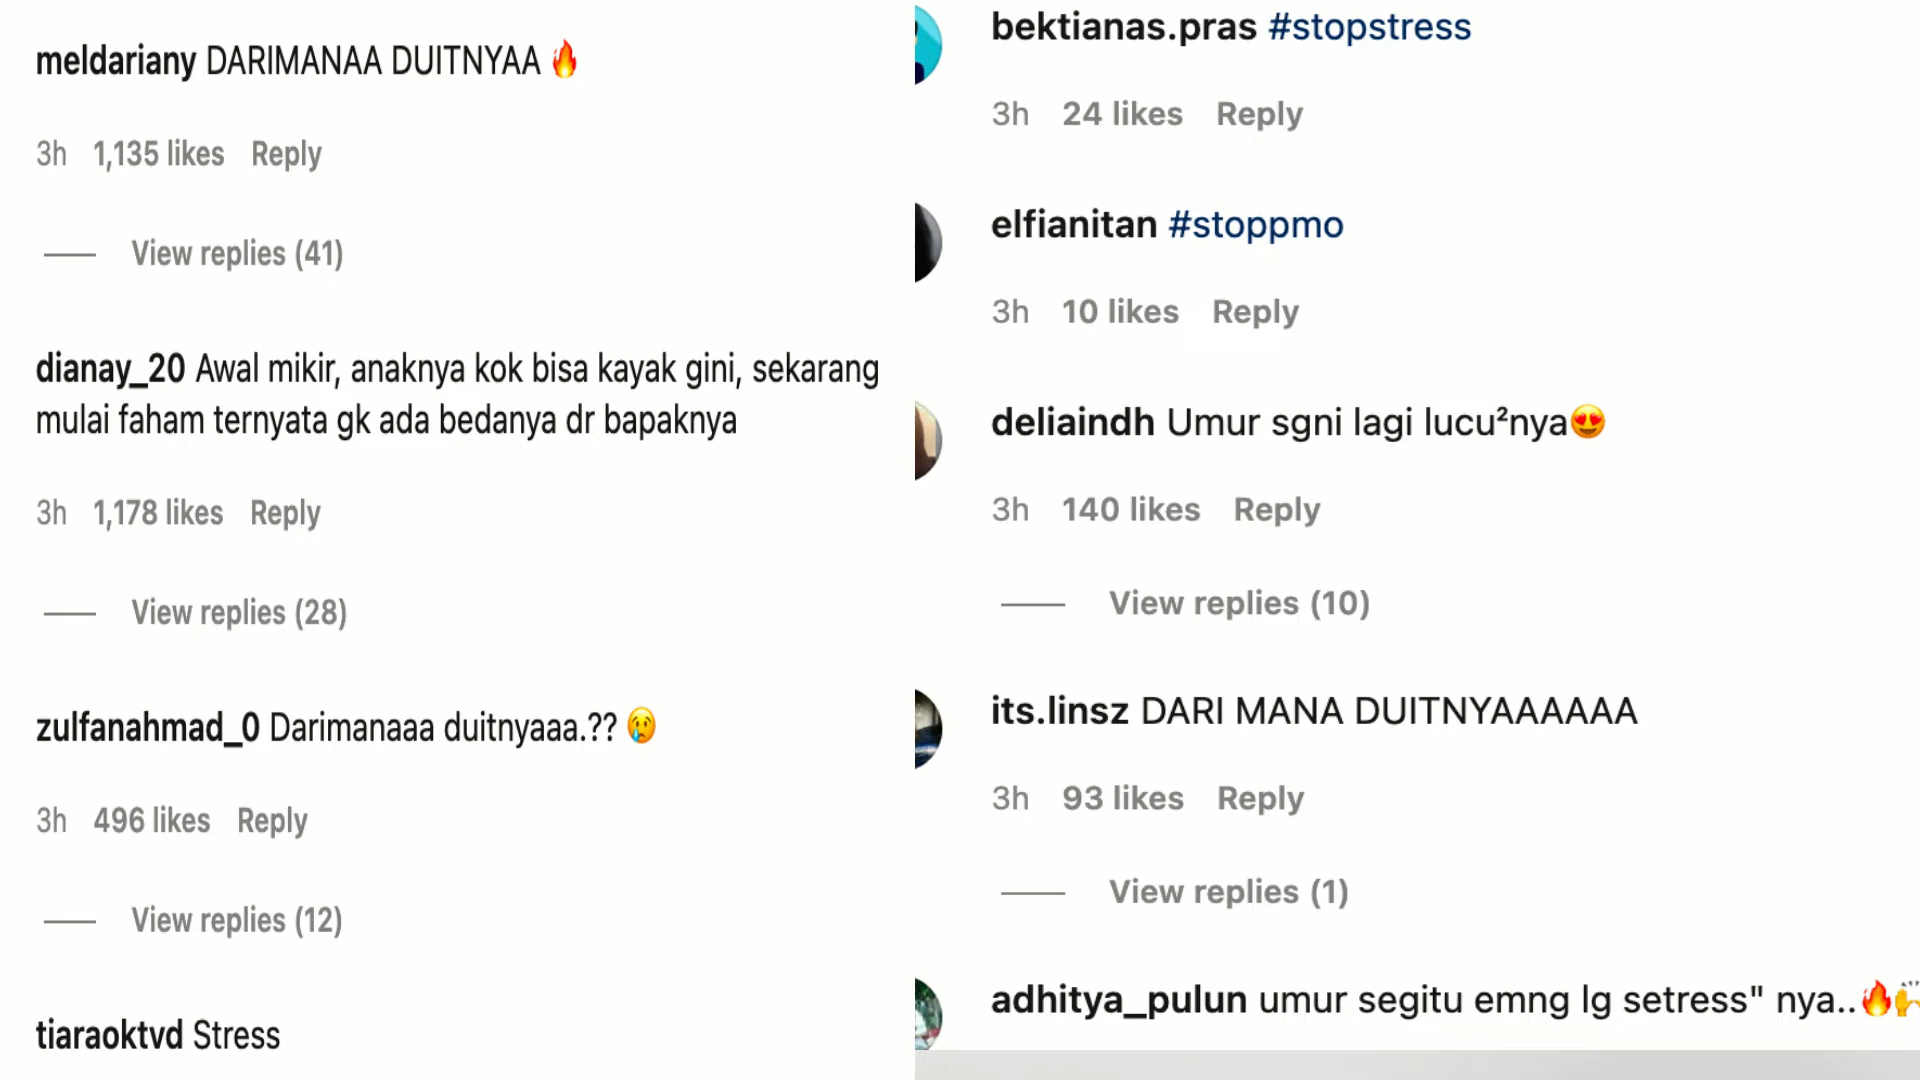 meldariany DARIMANAA DUITNYAA 🔥
3h 1,135 likes Reply
View replies (41)
dianay_20 Awal mikir, anaknya kok bisa kayak gini, sekarang
mulai faham ternyata gk ada bedanya dr bapaknya
3h 1,178 likes Reply
View replies (28)
zulfanahmad_0 Darimanaaa duitnyaaa.?? 😢
3h 496 likes Reply
View replies (12)
tiaraoktvd Stress
bektianas.pras #stopstress
3h 24 likes Reply
elfianitan #stoppmo
3h 10 likes Reply
deliaindh Umur sgni lagi lucu²nya😍
3h 140 likes Reply
View replies (10)
its.linsz DARI MANA DUITNYAAAAAA
3h 93 likes Reply
View replies (1)
adhitya_pulun umur segitu emng lg setress" nya..🔥🙌